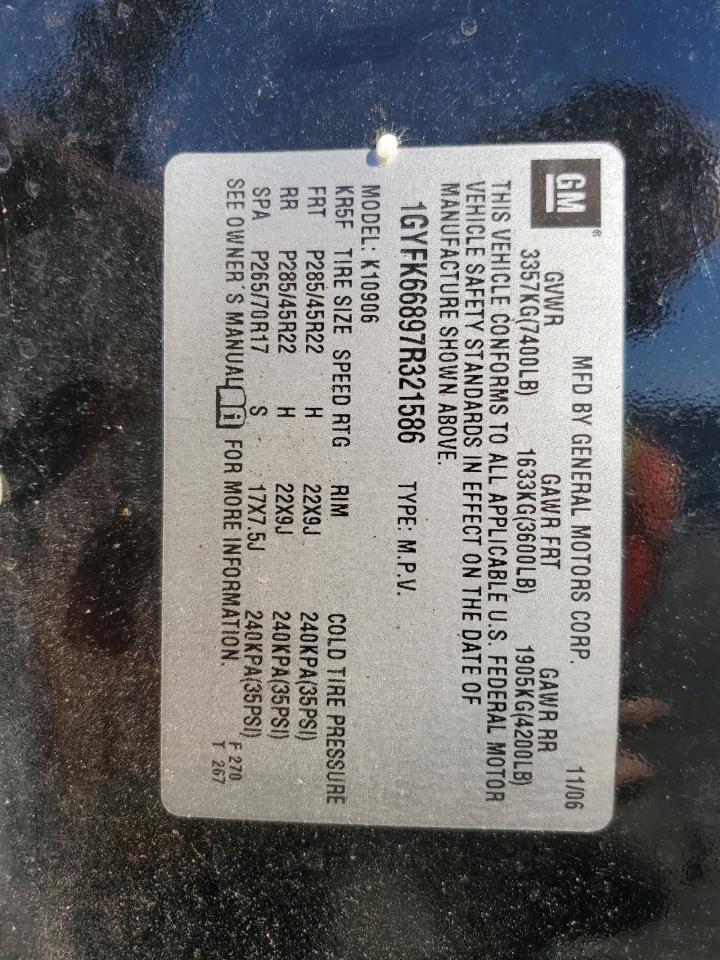 GM®
MFD BY GENERAL MOTORS CORP. 11/06
GVWR GAWR FRT GAWR RR
3357KG(7400LB) 1633KG(3600LB) 1905KG(4200LB)
THIS VEHICLE CONFORMS TO ALL APPLICABLE U.S. FEDERAL MOTOR
VEHICLE SAFETY STANDARDS IN EFFECT ON THE DATE OF
MANUFACTURE SHOWN ABOVE.
1GYFK66897R321586 TYPE: M.P.V.
MODEL: K10906
KR5F TIRE SIZE SPEED RTG RIM COLD TIRE PRESSURE
FRT P285/45R22 H 22X9J 240KPA(35PSI)
RR P285/45R22 H 22X9J 240KPA(35PSI)
SPA P265/70R17 S 17X7.5J 240KPA(35PSI)
SEE OWNER'S MANUAL i FOR MORE INFORMATION.
F 270
T 267